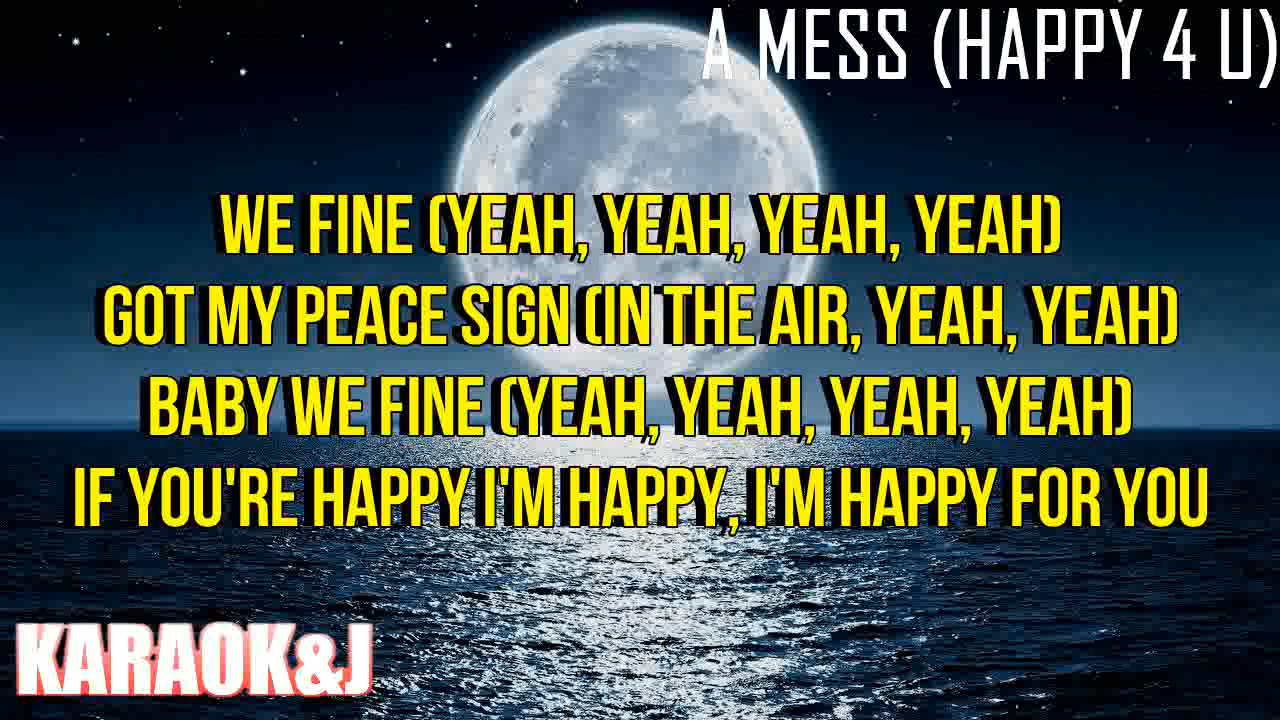 A MESS (HAPPY 4 U)
WE FINE (YEAH, YEAH, YEAH, YEAH)
GOT MY PEACE SIGN (IN THE AIR, YEAH, YEAH)
BABY WE FINE (YEAH, YEAH, YEAH, YEAH)
IF YOU'RE HAPPY I'M HAPPY, I'M HAPPY FOR YOU
KARAOK&J